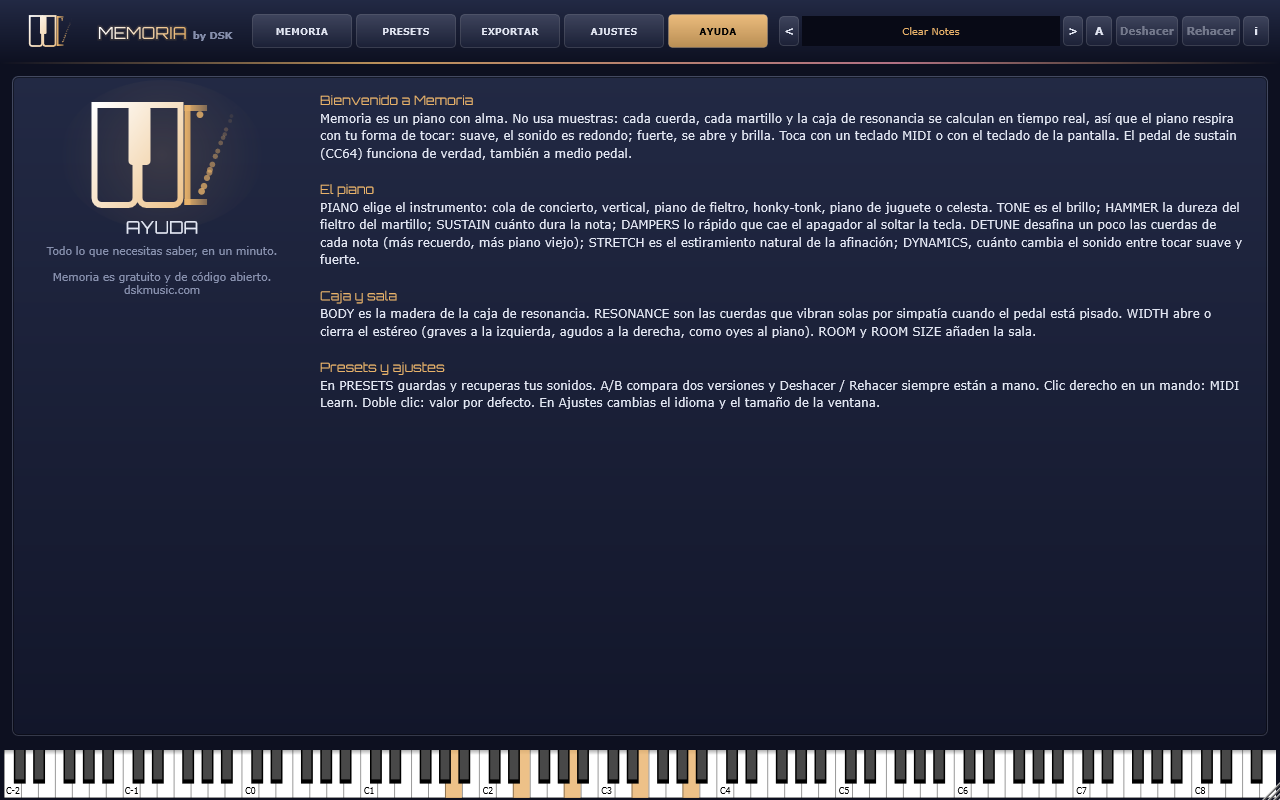 MEMORIA by DSK
MEMORIA
PRESETS
EXPORTAR
AJUSTES
AYUDA
<
Clear Notes
>
A
Deshacer
Rehacer
i
AYUDA
Todo lo que necesitas saber, en un minuto.
Memoria es gratuito y de código abierto.
dskmusic.com
Bienvenido a Memoria
Memoria es un piano con alma. No usa muestras: cada cuerda, cada martillo y la caja de resonancia se calculan en tiempo real, así que el piano respira
con tu forma de tocar: suave, el sonido es redondo; fuerte, se abre y brilla. Toca con un teclado MIDI o con el teclado de la pantalla. El pedal de sustain
(CC64) funciona de verdad, también a medio pedal.
El piano
PIANO elige el instrumento: cola de concierto, vertical, piano de fieltro, honky-tonk, piano de juguete o celesta. TONE es el brillo; HAMMER la dureza del
fieltro del martillo; SUSTAIN cuánto dura la nota; DAMPERS lo rápido que cae el apagador al soltar la tecla. DETUNE desafina un poco las cuerdas de
cada nota (más recuerdo, más piano viejo); STRETCH es el estiramiento natural de la afinación; DYNAMICS, cuánto cambia el sonido entre tocar suave y
fuerte.
Caja y sala
BODY es la madera de la caja de resonancia. RESONANCE son las cuerdas que vibran solas por simpatía cuando el pedal está pisado. WIDTH abre o
cierra el estéreo (graves a la izquierda, agudos a la derecha, como oyes al piano). ROOM y ROOM SIZE añaden la sala.
Presets y ajustes
En PRESETS guardas y recuperas tus sonidos. A/B compara dos versiones y Deshacer / Rehacer siempre están a mano. Clic derecho en un mando: MIDI
Learn. Doble clic: valor por defecto. En Ajustes cambias el idioma y el tamaño de la ventana.
C-2
C-1
C0
C1
C2
C3
C4
C5
C6
C7
C8